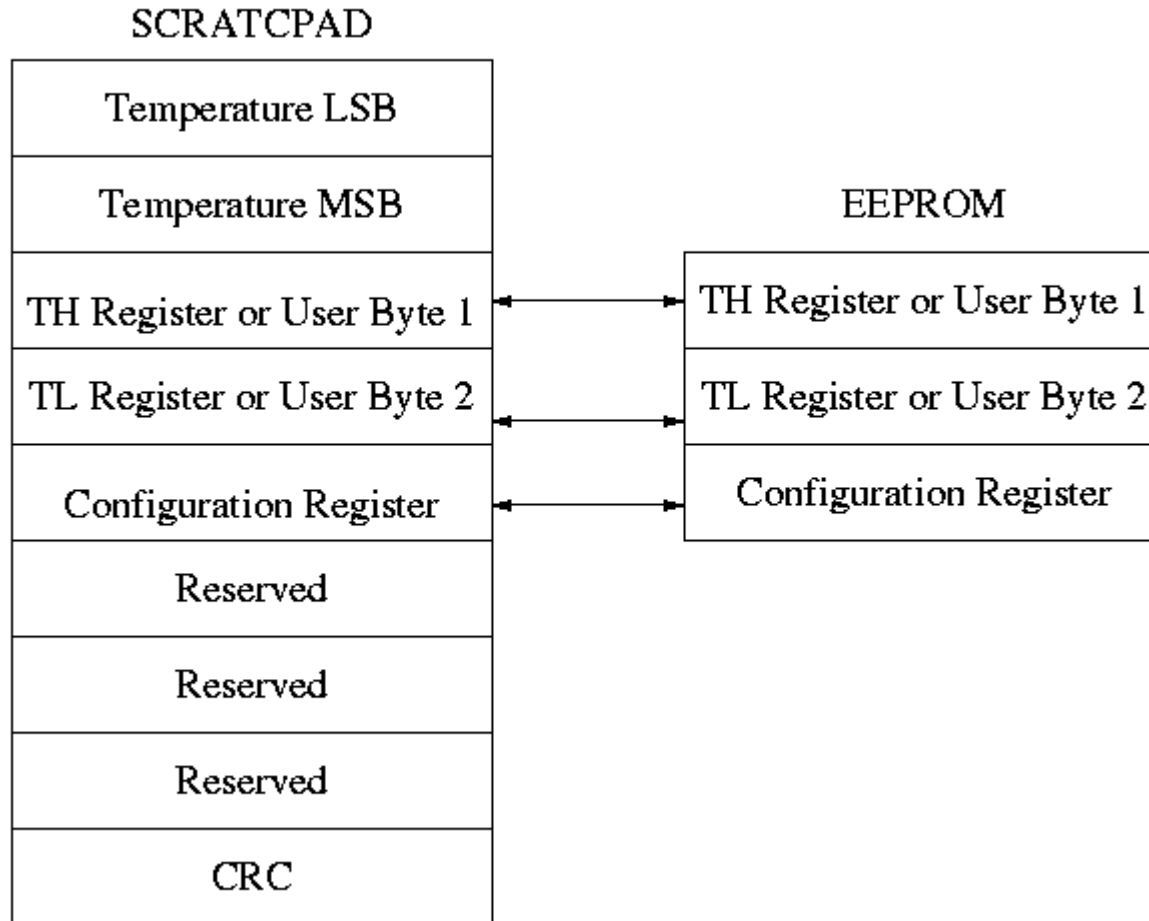 SCRATCPAD
Temperature LSB
Temperature MSB
TH Register or User Byte 1
TL Register or User Byte 2
Configuration Register
Reserved
Reserved
Reserved
CRC
EEPROM
TH Register or User Byte 1
TL Register or User Byte 2
Configuration Register